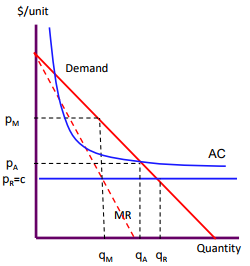 $/unit
Demand
pM
AC
pA
pR=c
MR
Quantity
qM qA qR